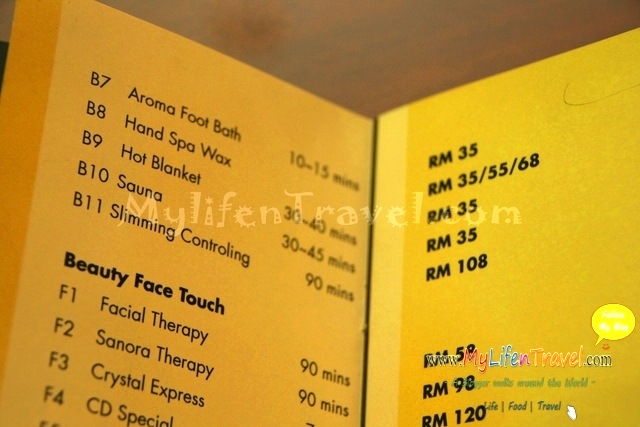 B7 Aroma Foot Bath 10–15 mins RM 35
B8 Hand Spa Wax RM 35/55/68
B9 Hot Blanket 30–40 mins RM 35
B10 Sauna 30–45 mins RM 35
B11 Slimming Controling 90 mins RM 108
Beauty Face Touch
F1 Facial Therapy 90 mins RM 58
F2 Sanora Therapy 90 mins RM 98
F3 Crystal Express RM 120
F4 CD Special
MylifenTravel.com
www.MyLifenTravel.com
around the World -
Life | Food | Travel